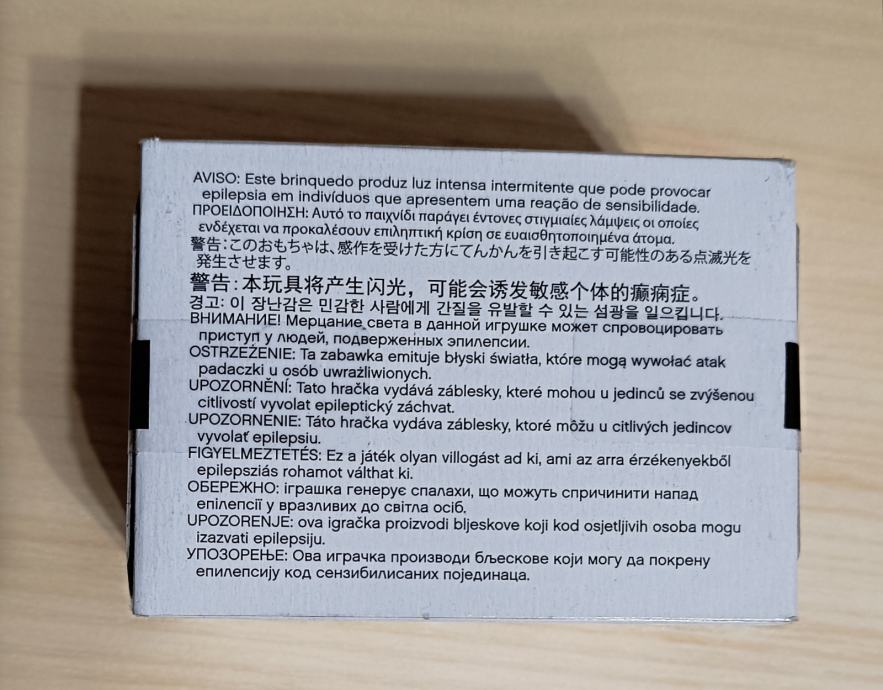 AVISO: Este brinquedo produz luz intensa intermitente que pode provocar
epilepsia em indivíduos que apresentem uma reação de sensibilidade.
ΠΡΟΕΙΔΟΠΟΙΗΣΗ: Αυτό το παιχνίδι παράγει έντονες στιγμιαίες λάμψεις οι οποίες
ενδέχεται να προκαλέσουν επιληπτική κρίση σε ευαισθητοποιημένα άτομα.
警告:このおもちゃは、感作を受けた方にてんかんを引き起こす可能性のある点滅光を
発生させます。
警告:本玩具将产生闪光，可能会诱发敏感个体的癫痫症。
경고: 이 장난감은 민감한 사람에게 간질을 유발할 수 있는 섬광을 일으킵니다.
ВНИМАНИЕ! Мерцание света в данной игрушке может спровоцировать
приступ у людей, подверженных эпилепсии.
OSTRZEŻENIE: Ta zabawka emituje błyski światła, które mogą wywołać atak
padaczki u osób uwrażliwionych.
UPOZORNĚNÍ: Tato hračka vydává záblesky, které mohou u jedinců se zvýšenou
citlivostí vyvolat epileptický záchvat.
UPOZORNENIE: Táto hračka vydáva záblesky, ktoré môžu u citlivých jedincov
vyvolať epilepsiu.
FIGYELMEZTETÉS: Ez a játék olyan villogást ad ki, ami az arra érzékenyekből
epilepsziás rohamot válthat ki.
ОБЕРЕЖНО: іграшка генерує спалахи, що можуть спричинити напад
епілепсії у вразливих до світла осіб.
UPOZORENJE: ova igračka proizvodi bljeskove koji kod osjetljivih osoba mogu
izazvati epilepsiju.
УПОЗОРЕЊЕ: Ова играчка производи бљескове који могу да покрену
епилепсију код сензибилисаних појединаца.